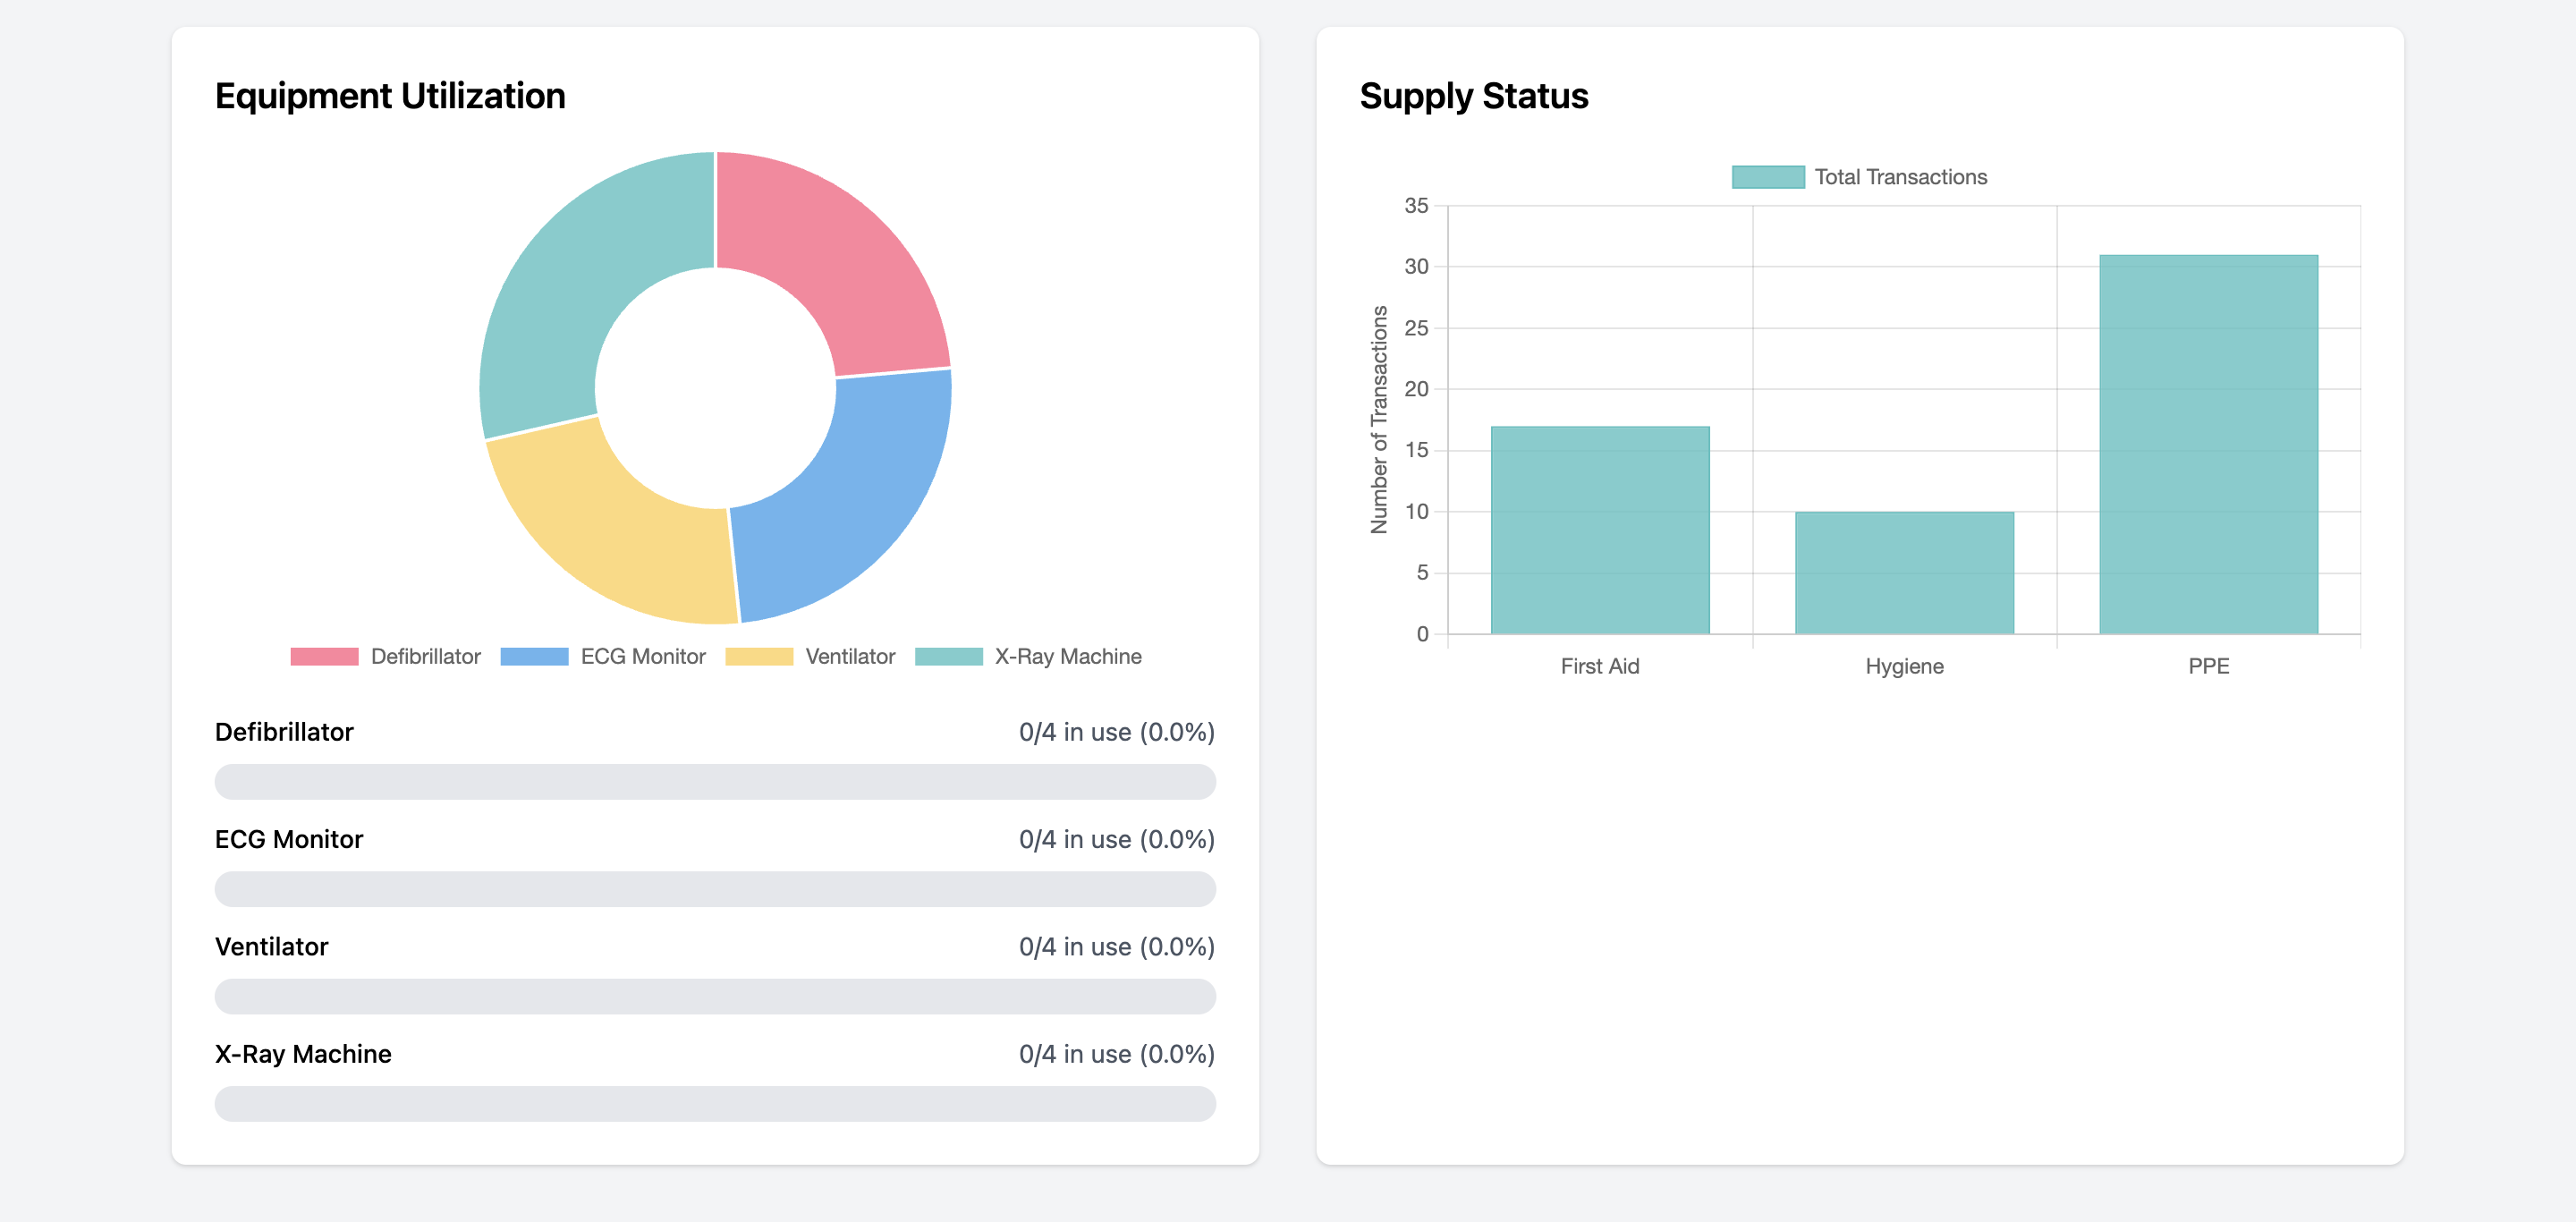 Equipment Utilization
Defibrillator
ECG Monitor
Ventilator
X-Ray Machine
Defibrillator
0/4 in use (0.0%)
ECG Monitor
0/4 in use (0.0%)
Ventilator
0/4 in use (0.0%)
X-Ray Machine
0/4 in use (0.0%)
Supply Status
Total Transactions
Number of Transactions
35
30
25
20
15
10
5
0
First Aid
Hygiene
PPE